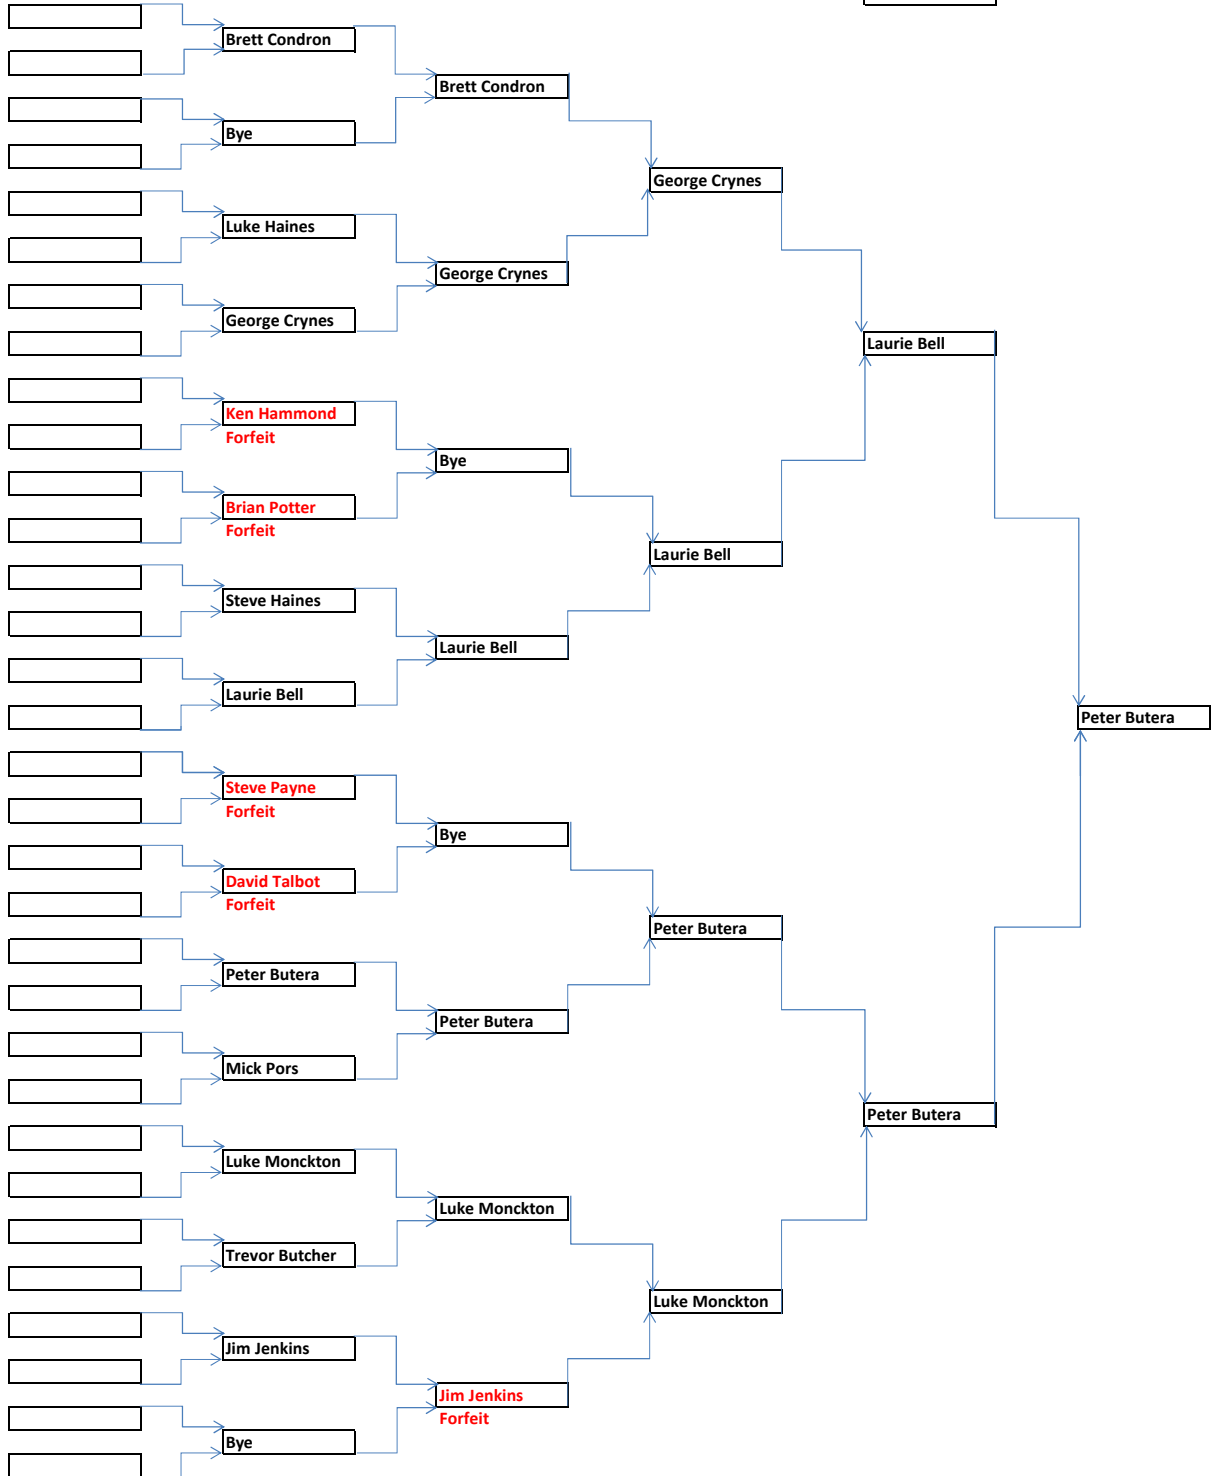 Brett Condron
Bye
Luke Haines
George Crynes
Ken Hammond
Forfeit
Brian Potter
Forfeit
Steve Haines
Laurie Bell
Steve Payne
Forfeit
David Talbot
Forfeit
Peter Butera
Mick Pors
Luke Monckton
Trevor Butcher
Jim Jenkins
Bye
Brett Condron
George Crynes
Bye
Laurie Bell
Bye
Peter Butera
Luke Monckton
Jim Jenkins
Forfeit
George Crynes
Laurie Bell
Peter Butera
Luke Monckton
Laurie Bell
Peter Butera
Peter Butera